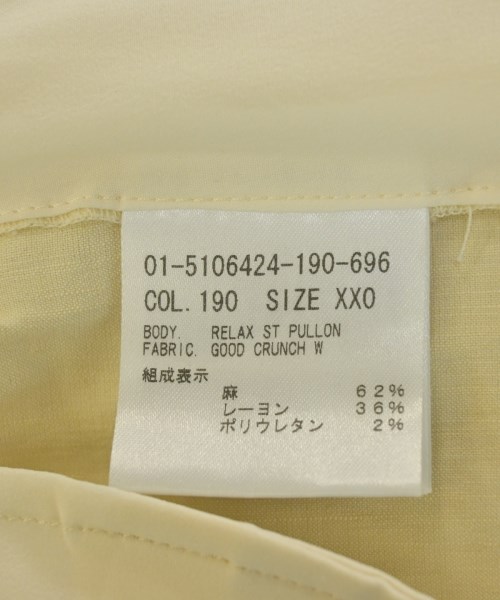 01-5106424-190-696
COL. 190 SIZE XXO
BODY. RELAX ST PULLON
FABRIC. GOOD CRUNCH W
組成表示
麻 62%
レーヨン 36%
ポリウレタン 2%